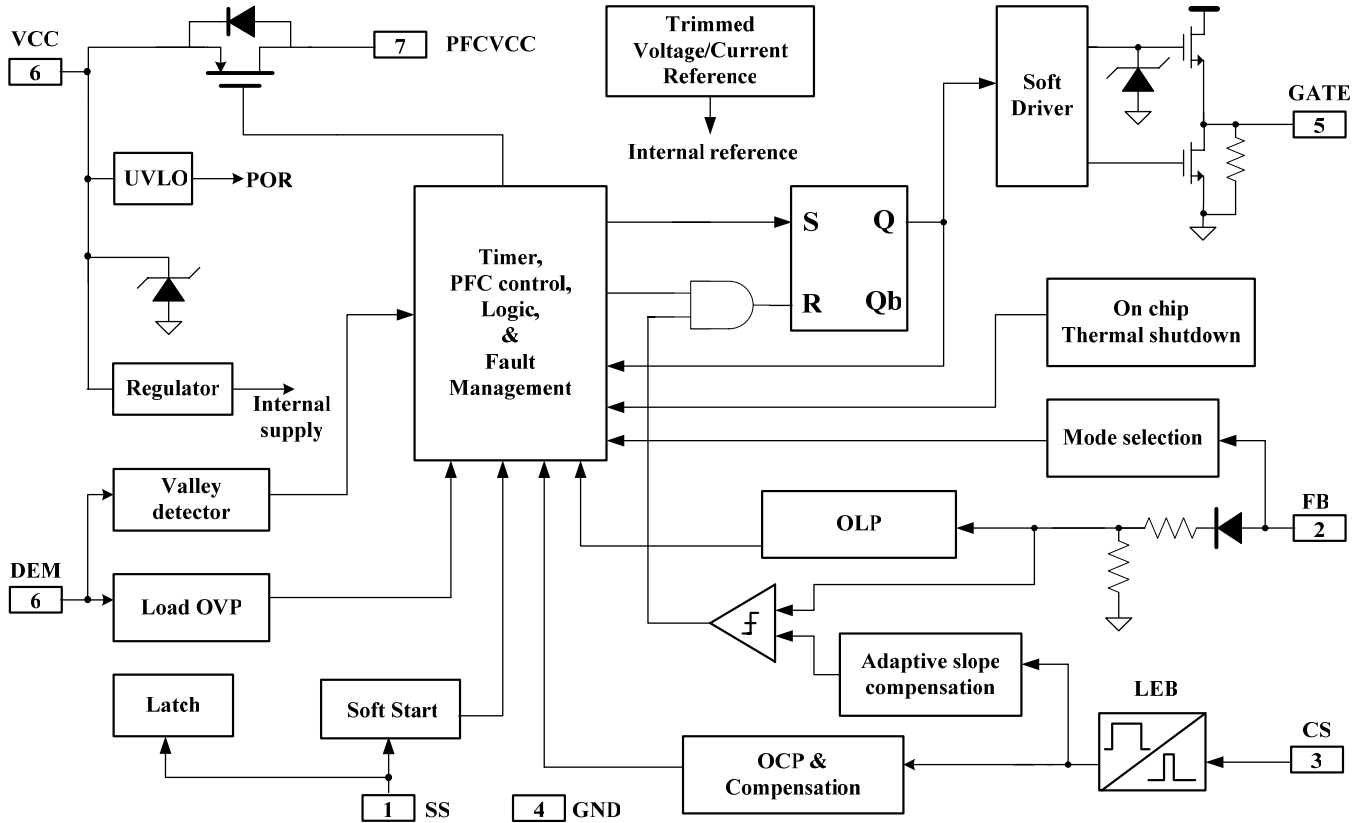 VCC
6
7
PFCVCC
Trimmed
Voltage/Current
Reference
Internal reference
Soft
Driver
GATE
5
UVLO
POR
Timer,
PFC control,
Logic,
&
Fault
Management
S
Q
R
Qb
On chip
Thermal shutdown
Regulator
Internal
supply
Mode selection
Valley
detector
OLP
FB
2
DEM
6
Load OVP
Adaptive slope
compensation
LEB
Latch
Soft Start
OCP &
Compensation
CS
3
1
SS
4
GND